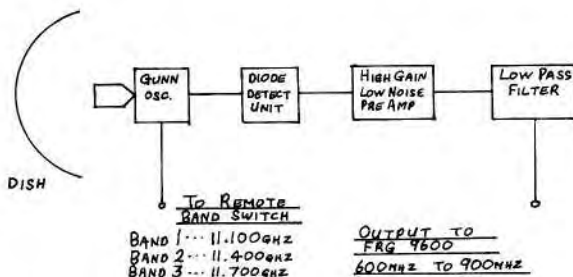 GUNN
OSC.
DIODE
DETECT
UNIT
HIGH GAIN
LOW NOISE
PRE AMP
LOW PASS
FILTER
DISH
TO REMOTE
BAND SWITCH
BAND 1 ... 11.100GHZ
BAND 2 ... 11.400GHZ
BAND 3 ... 11.700GHZ
OUTPUT TO
FRG 9600
600MHZ TO 900MHZ